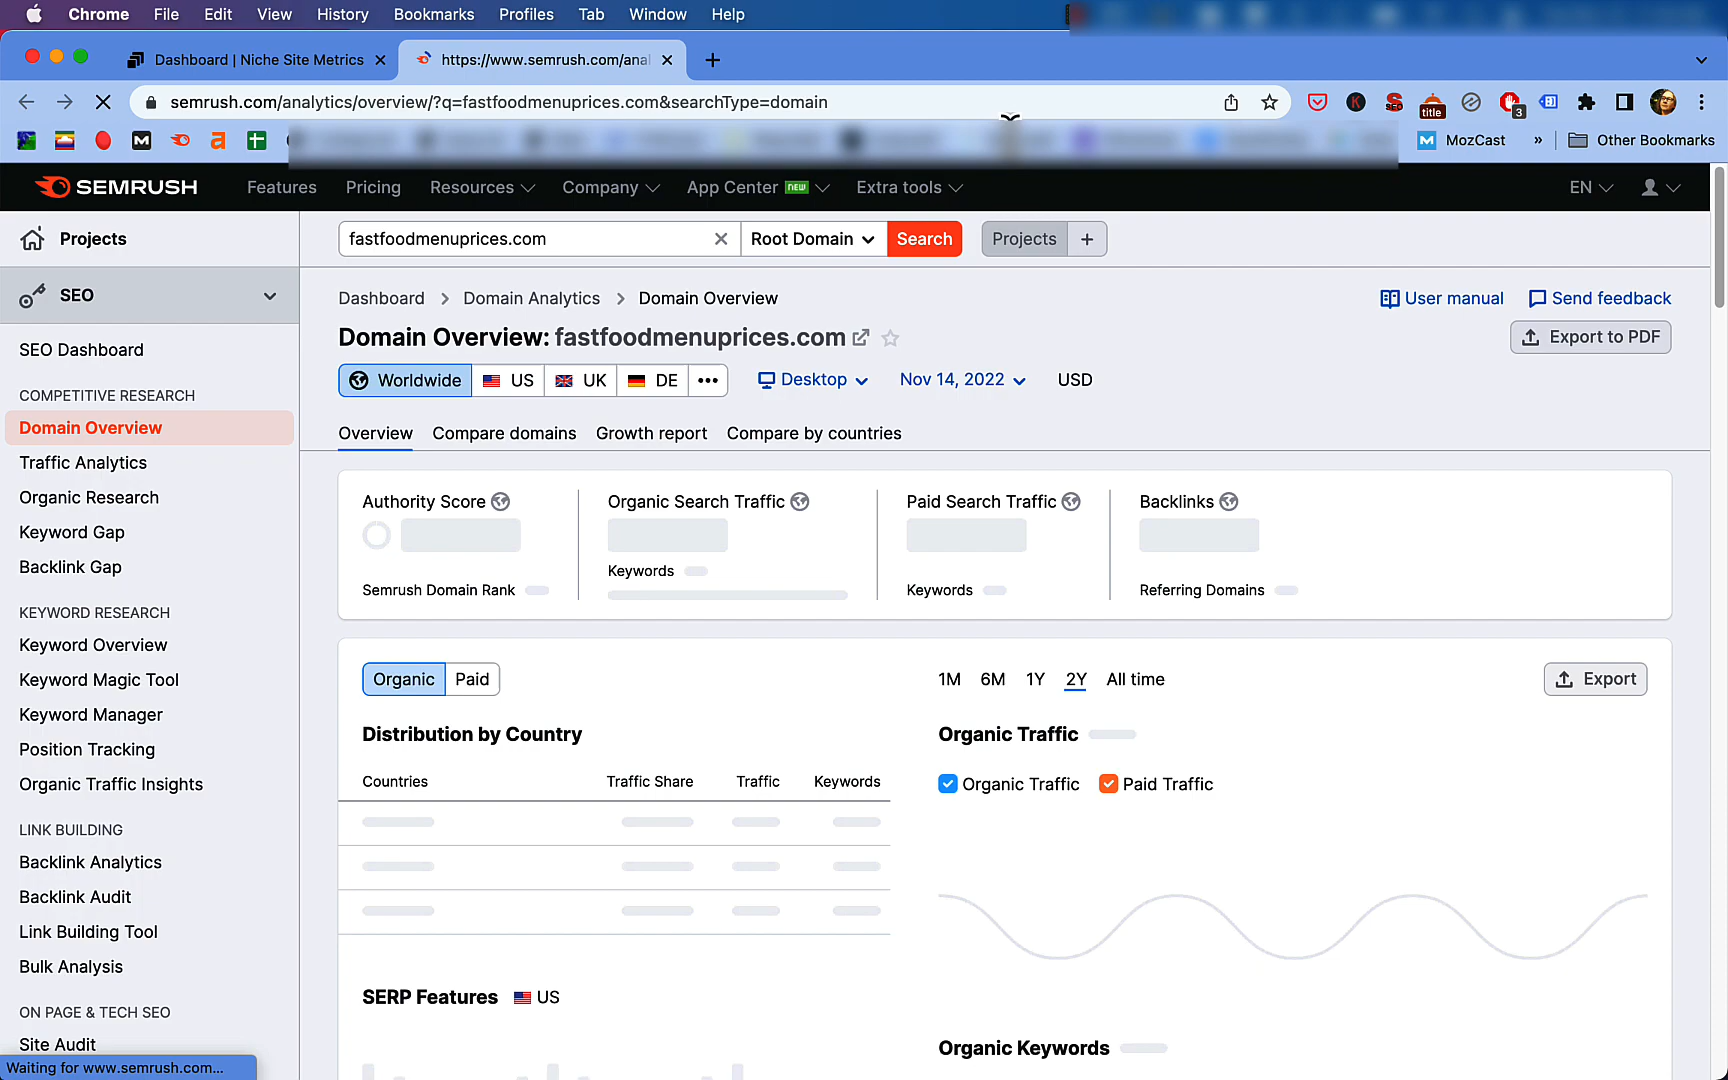 Chrome File Edit View History Bookmarks Profiles Tab Window Help
Dashboard | Niche Site Metrics
https://www.semrush.com/anal
semrush.com/analytics/overview/?q=fastfoodmenuprices.com&searchType=domain
title
3
MozCast
» Other Bookmarks
SEMRUSH Features Pricing Resources Company App Center NEW Extra tools EN
Projects
fastfoodmenuprices.com Root Domain Search Projects +
SEO
Dashboard > Domain Analytics > Domain Overview
User manual Send feedback
Domain Overview: fastfoodmenuprices.com
Export to PDF
Worldwide US UK DE ••• Desktop Nov 14, 2022 USD
Overview Compare domains Growth report Compare by countries
SEO Dashboard
COMPETITIVE RESEARCH
Domain Overview
Traffic Analytics
Organic Research
Keyword Gap
Backlink Gap
KEYWORD RESEARCH
Keyword Overview
Keyword Magic Tool
Keyword Manager
Position Tracking
Organic Traffic Insights
LINK BUILDING
Backlink Analytics
Backlink Audit
Link Building Tool
Bulk Analysis
ON PAGE & TECH SEO
Site Audit
Waiting for www.semrush.com...
Authority Score
Semrush Domain Rank
Organic Search Traffic
Keywords
Paid Search Traffic
Keywords
Backlinks
Referring Domains
Organic Paid
1M 6M 1Y 2Y All time
Export
Distribution by Country
Countries Traffic Share Traffic Keywords
SERP Features US
Organic Traffic
Organic Traffic Paid Traffic
Organic Keywords